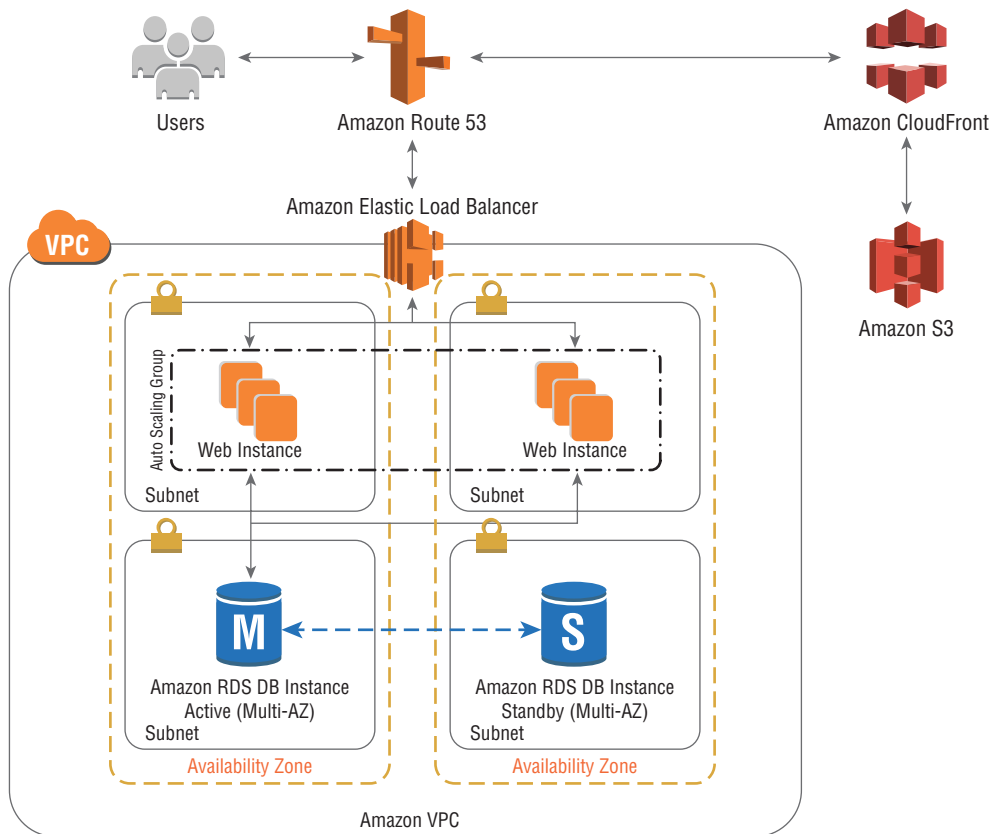 Users
Amazon Route 53
Amazon CloudFront
Amazon Elastic Load Balancer
VPC
Amazon S3
Auto Scaling Group
Web Instance
Web Instance
Subnet
Subnet
M
S
Amazon RDS DB Instance
Active (Multi-AZ)
Amazon RDS DB Instance
Standby (Multi-AZ)
Subnet
Subnet
Availability Zone
Availability Zone
Amazon VPC